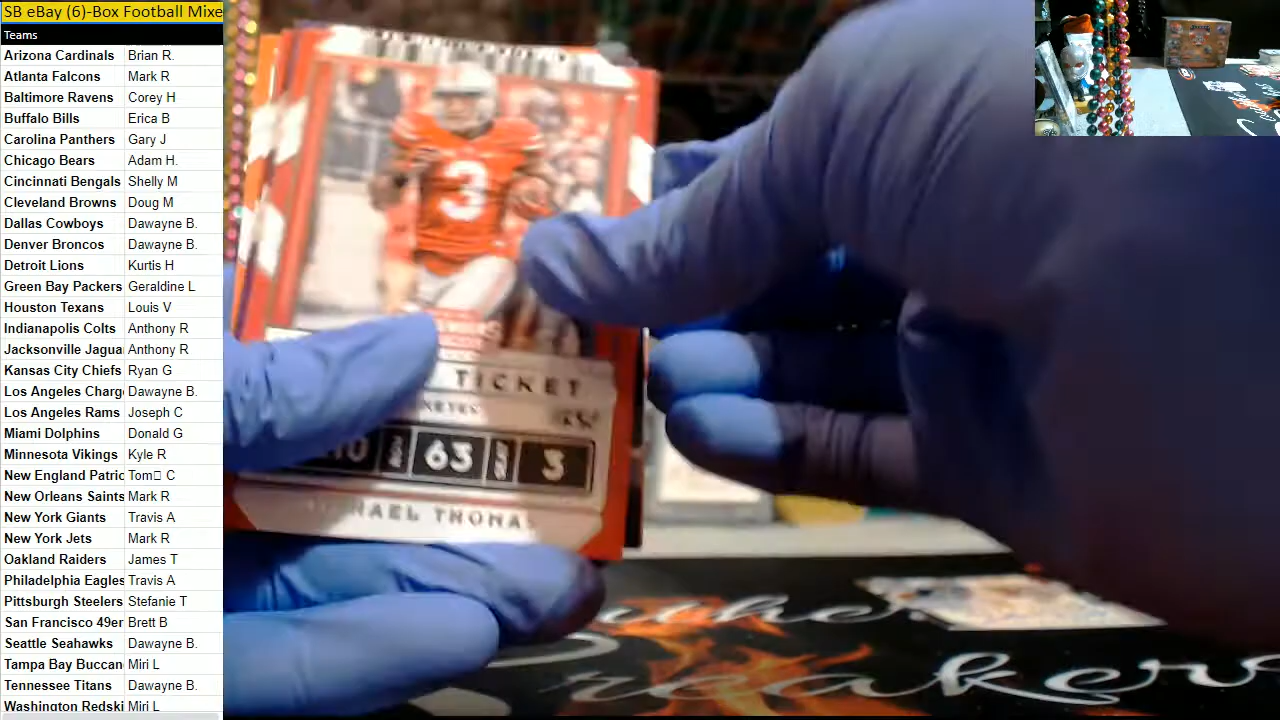 SB eBay (6)-Box Football Mixe
Teams
Arizona Cardinals Brian R.
Atlanta Falcons Mark R
Baltimore Ravens Corey H
Buffalo Bills Erica B
Carolina Panthers Gary J
Chicago Bears Adam H.
Cincinnati Bengals Shelly M
Cleveland Browns Doug M
Dallas Cowboys Dawayne B.
Denver Broncos Dawayne B.
Detroit Lions Kurtis H
Green Bay Packers Geraldine L
Houston Texans Louis V
Indianapolis Colts Anthony R
Jacksonville Jagua Anthony R
Kansas City Chiefs Ryan G
Los Angeles Charg Dawayne B.
Los Angeles Rams Joseph C
Miami Dolphins Donald G
Minnesota Vikings Kyle R
New England Patric Tom□ C
New Orleans Saints Mark R
New York Giants Travis A
New York Jets Mark R
Oakland Raiders James T
Philadelphia Eagles Travis A
Pittsburgh Steelers Stefanie T
San Francisco 49er Brett B
Seattle Seahawks Dawayne B.
Tampa Bay Buccan Miri L
Tennessee Titans Dawayne B.
Washington Redski Miri L
3
TICKET
63 3
HAEL THOMA
Breakers